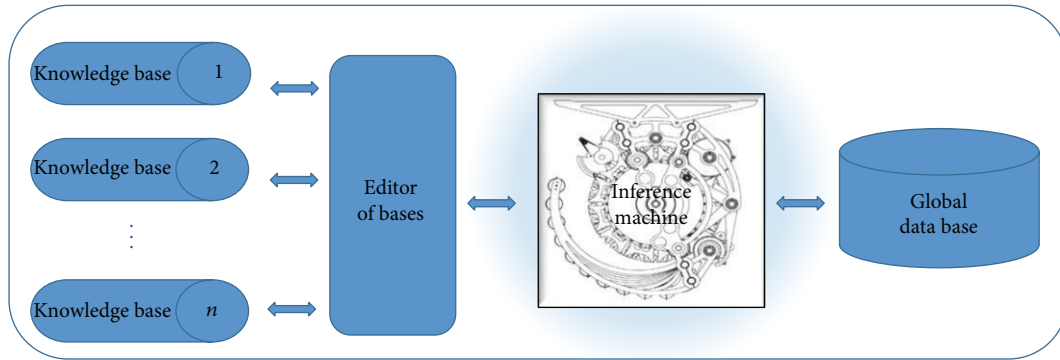 Knowledge base 1
Knowledge base 2
⋮
Knowledge base n
Editor
of bases
Inference
machine
Global
data base